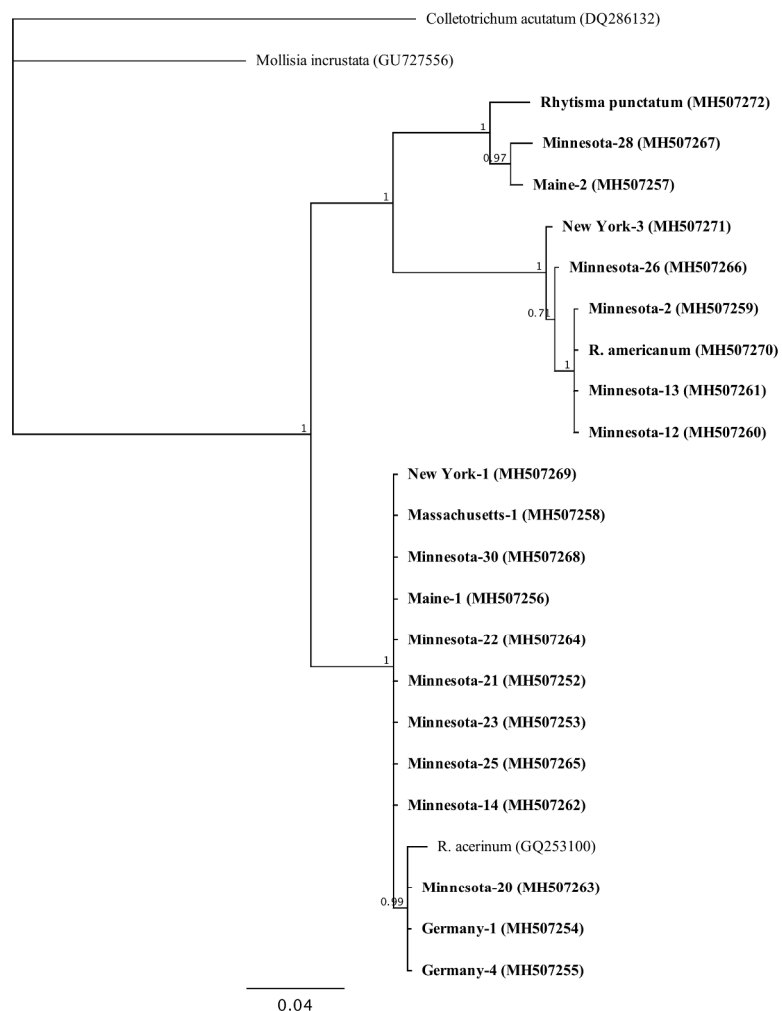 Colletotrichum acutatum (DQ286132)
Mollisia incrustata (GU727556)
Rhytisma punctatum (MH507272)
1
Minnesota-28 (MH507267)
0.97
Maine-2 (MH507257)
1
New York-3 (MH507271)
1
Minnesota-26 (MH507266)
Minnesota-2 (MH507259)
0.71
R. americanum (MH507270)
1
Minnesota-13 (MH507261)
1
Minnesota-12 (MH507260)
New York-1 (MH507269)
Massachusetts-1 (MH507258)
Minnesota-30 (MH507268)
Maine-1 (MH507256)
Minnesota-22 (MH507264)
1
Minnesota-21 (MH507252)
Minnesota-23 (MH507253)
Minnesota-25 (MH507265)
Minnesota-14 (MH507262)
R. acerinum (GQ253100)
Minnesota-20 (MH507263)
0.99
Germany-1 (MH507254)
Germany-4 (MH507255)
0.04